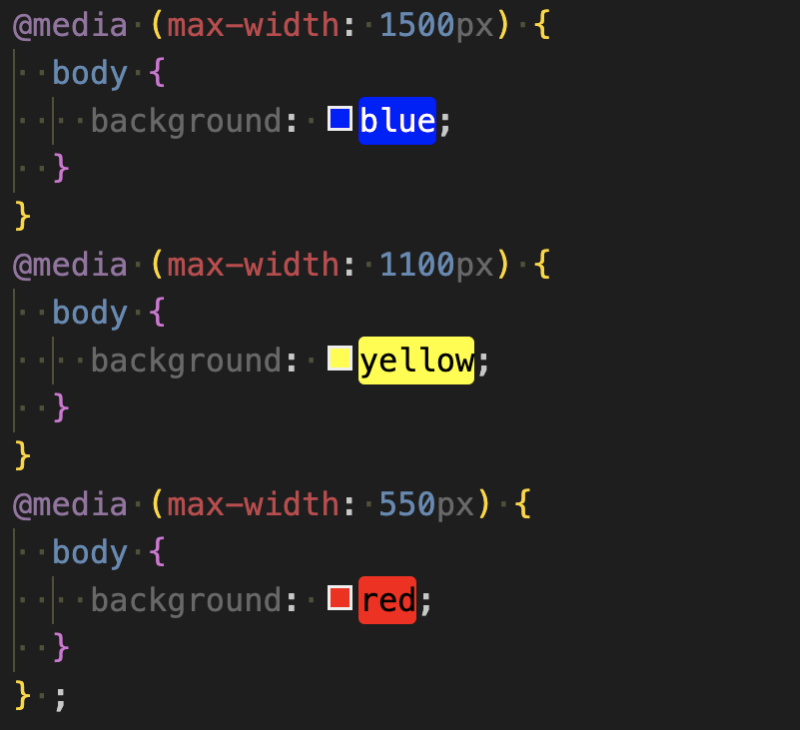 @media (max-width: 1500px) {
  body {
    background: blue;
  }
}
@media (max-width: 1100px) {
  body {
    background: yellow;
  }
}
@media (max-width: 550px) {
  body {
    background: red;
  }
} ;